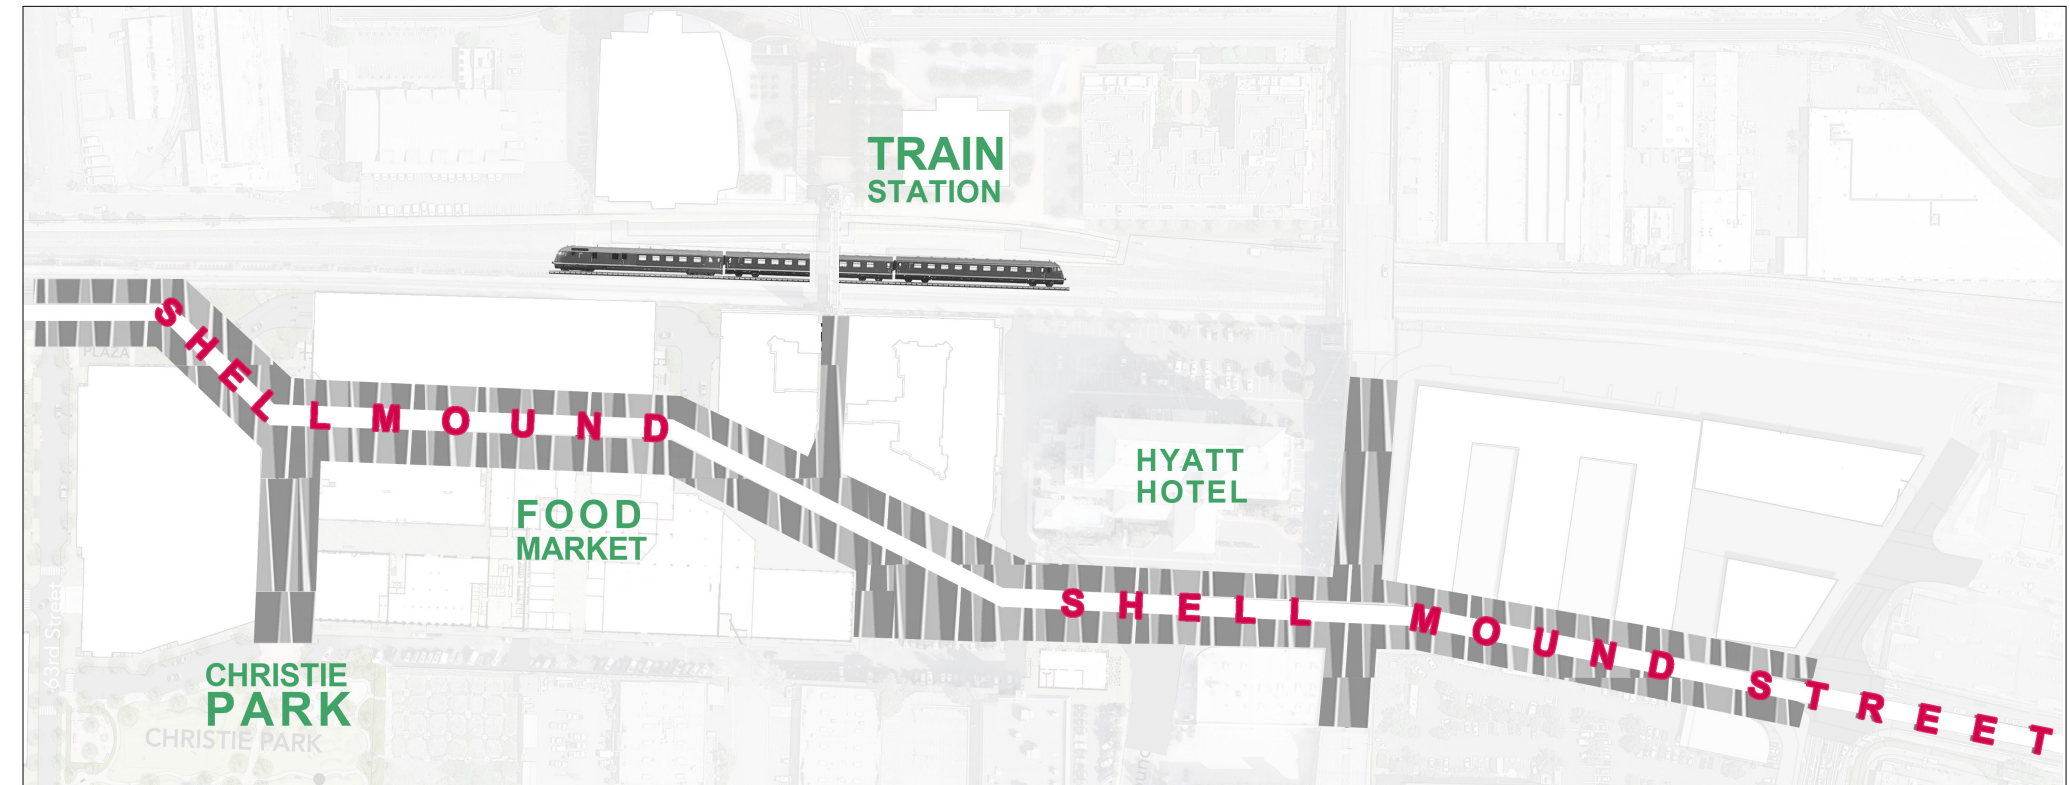 TRAIN
STATION
PLAZA
SHELLMOUND
HYATT
HOTEL
FOOD
MARKET
SHELLMOUND STREET
63rd Street
CHRISTIE
PARK
CHRISTIE PARK